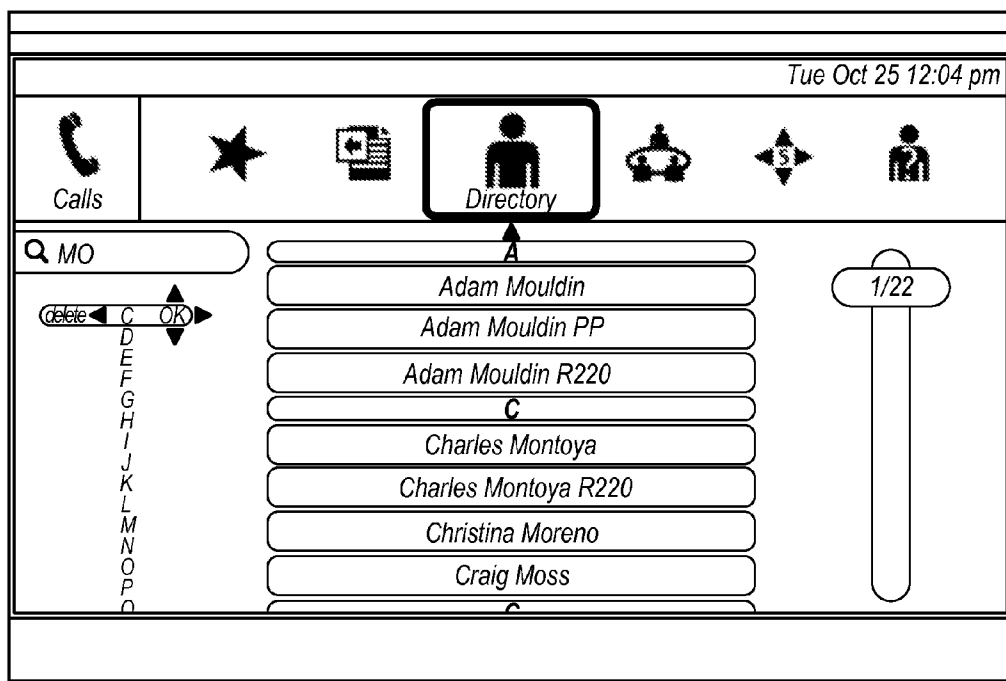 Tue Oct 25 12:04 pm
Calls
Directory
S
?
MO
delete C OK
D
E
F
G
H
I
J
K
L
M
N
O
P
A
Adam Mouldin
Adam Mouldin PP
Adam Mouldin R220
C
Charles Montoya
Charles Montoya R220
Christina Moreno
Craig Moss
1/22